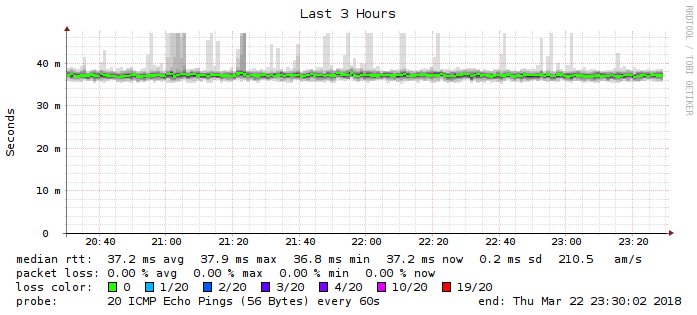 Last 3 Hours
RRDTOOL / TOBI OETIKER
Seconds
40 m
30 m
20 m
10 m
0
20:40 21:00 21:20 21:40 22:00 22:20 22:40 23:00 23:20
median rtt: 37.2 ms avg 37.9 ms max 36.8 ms min 37.2 ms now 0.2 ms sd 210.5 am/s
packet loss: 0.00 % avg 0.00 % max 0.00 % min 0.00 % now
loss color: 0 1/20 2/20 3/20 4/20 10/20 19/20
probe: 20 ICMP Echo Pings (56 Bytes) every 60s end: Thu Mar 22 23:30:02 2018